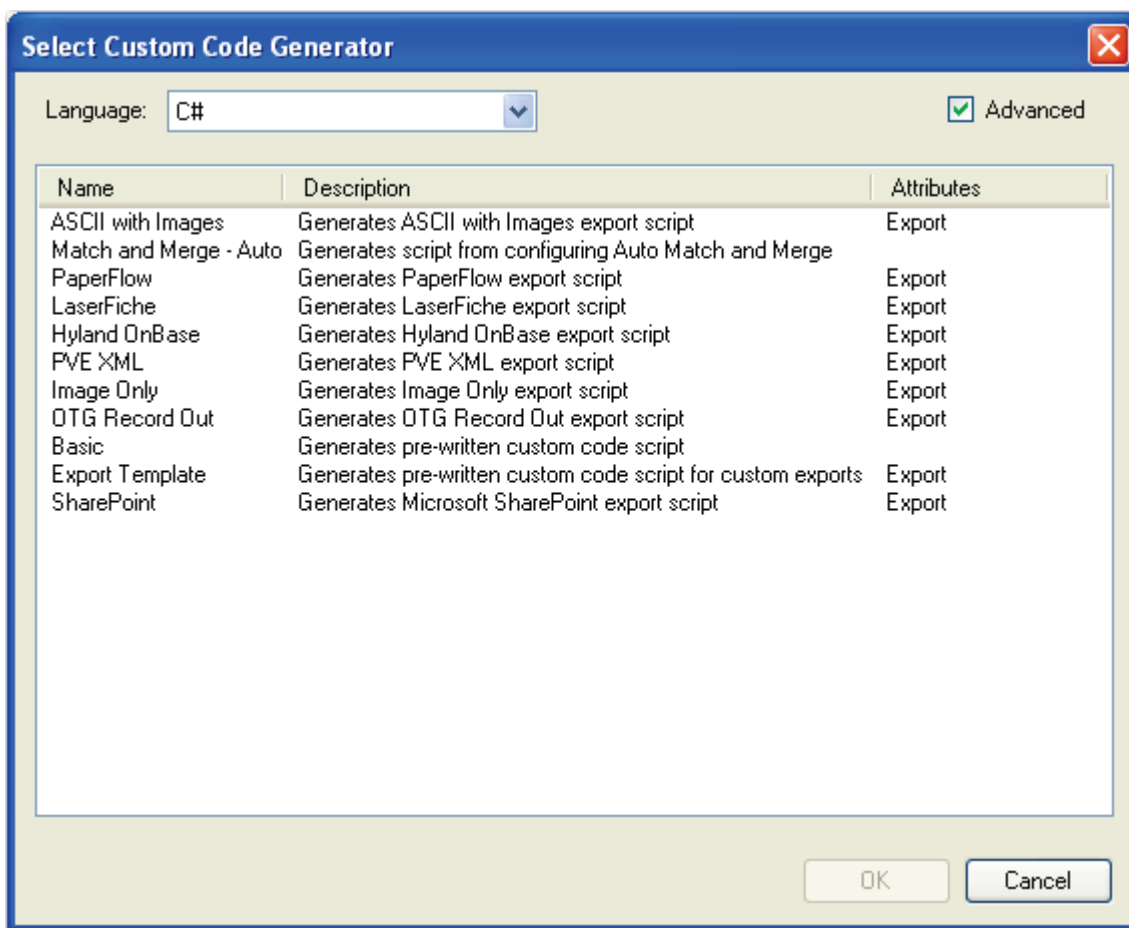 Select Custom Code Generator
Language: C# Advanced
Name Description Attributes
ASCII with Images Generates ASCII with Images export script Export
Match and Merge - Auto Generates script from configuring Auto Match and Merge
PaperFlow Generates PaperFlow export script Export
LaserFiche Generates LaserFiche export script Export
Hyland OnBase Generates Hyland OnBase export script Export
PVE XML Generates PVE XML export script Export
Image Only Generates Image Only export script Export
OTG Record Out Generates OTG Record Out export script Export
Basic Generates pre-written custom code script
Export Template Generates pre-written custom code script for custom exports Export
SharePoint Generates Microsoft SharePoint export script Export
OK Cancel